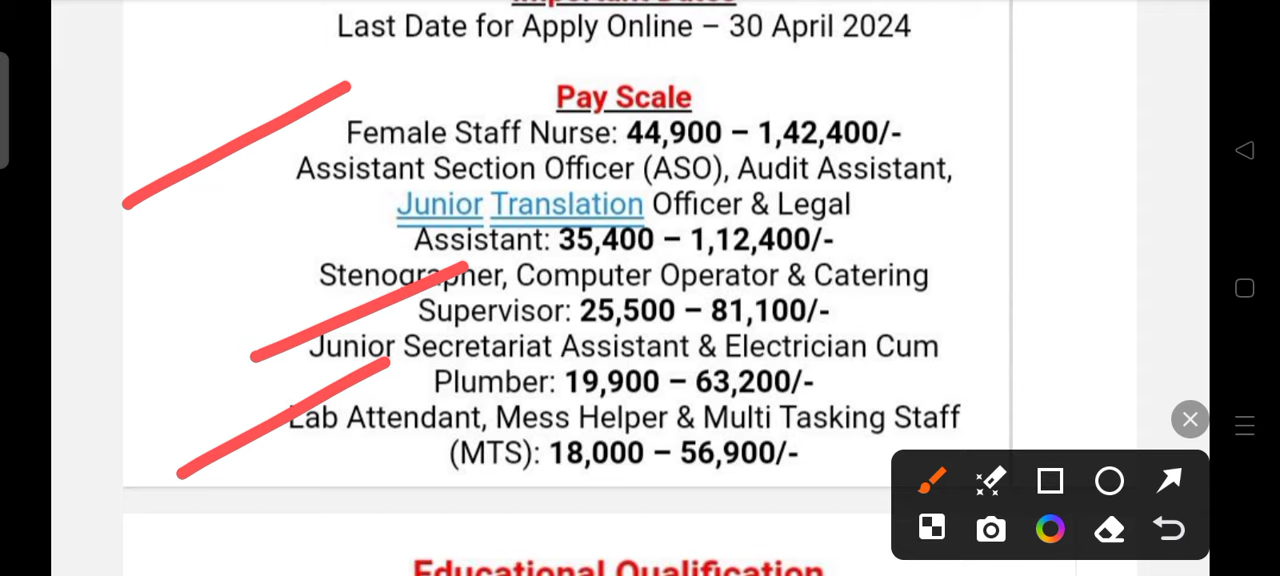 Important Dates
Last Date for Apply Online – 30 April 2024
Pay Scale
Female Staff Nurse: 44,900 – 1,42,400/-
Assistant Section Officer (ASO), Audit Assistant,
Junior Translation Officer & Legal
Assistant: 35,400 – 1,12,400/-
Stenographer, Computer Operator & Catering
Supervisor: 25,500 – 81,100/-
Junior Secretariat Assistant & Electrician Cum
Plumber: 19,900 – 63,200/-
Lab Attendant, Mess Helper & Multi Tasking Staff
(MTS): 18,000 – 56,900/-
Educational Qualification